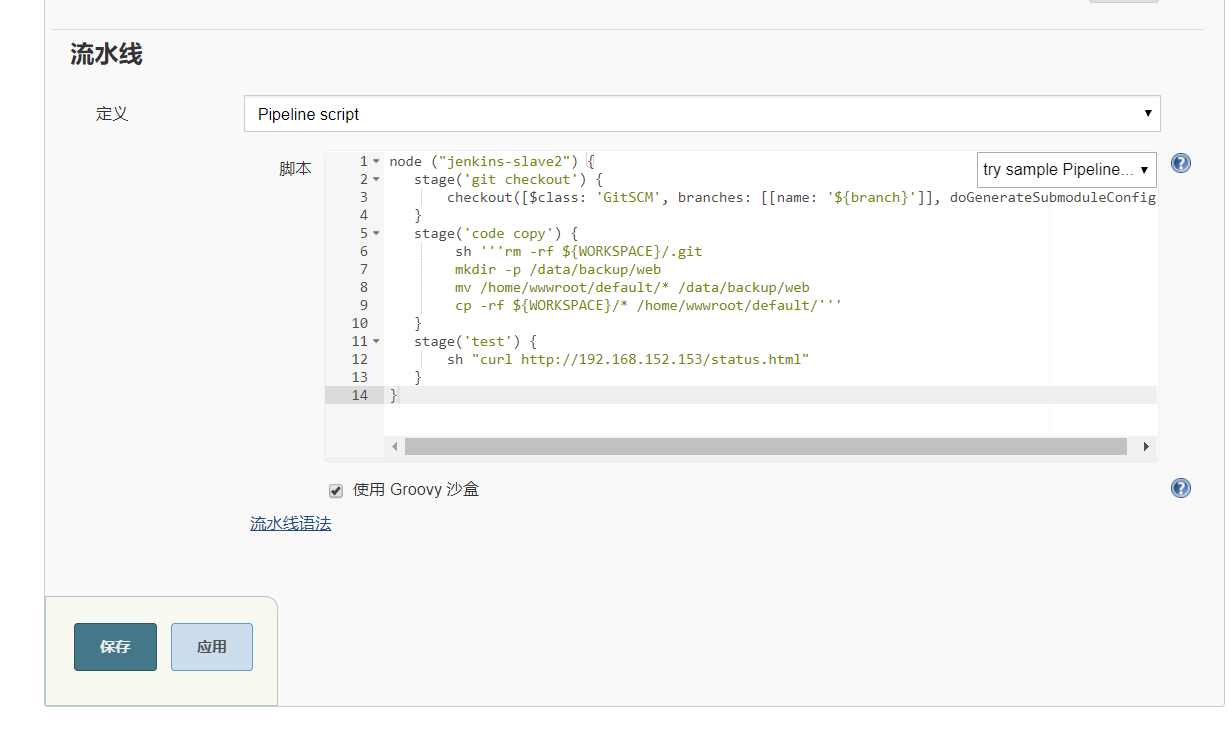 流水线
定义
Pipeline script
脚本
try sample Pipeline...
1 node ("jenkins-slave2") {
2 stage('git checkout') {
3 checkout([$class: 'GitSCM', branches: [[name: '${branch}']], doGenerateSubmoduleConfig
4 }
5 stage('code copy') {
6 sh '''rm -rf ${WORKSPACE}/.git
7 mkdir -p /data/backup/web
8 mv /home/wwwroot/default/* /data/backup/web
9 cp -rf ${WORKSPACE}/* /home/wwwroot/default/'''
10 }
11 stage('test') {
12 sh "curl http://192.168.152.153/status.html"
13 }
14 }
使用 Groovy 沙盒
流水线语法
保存 应用